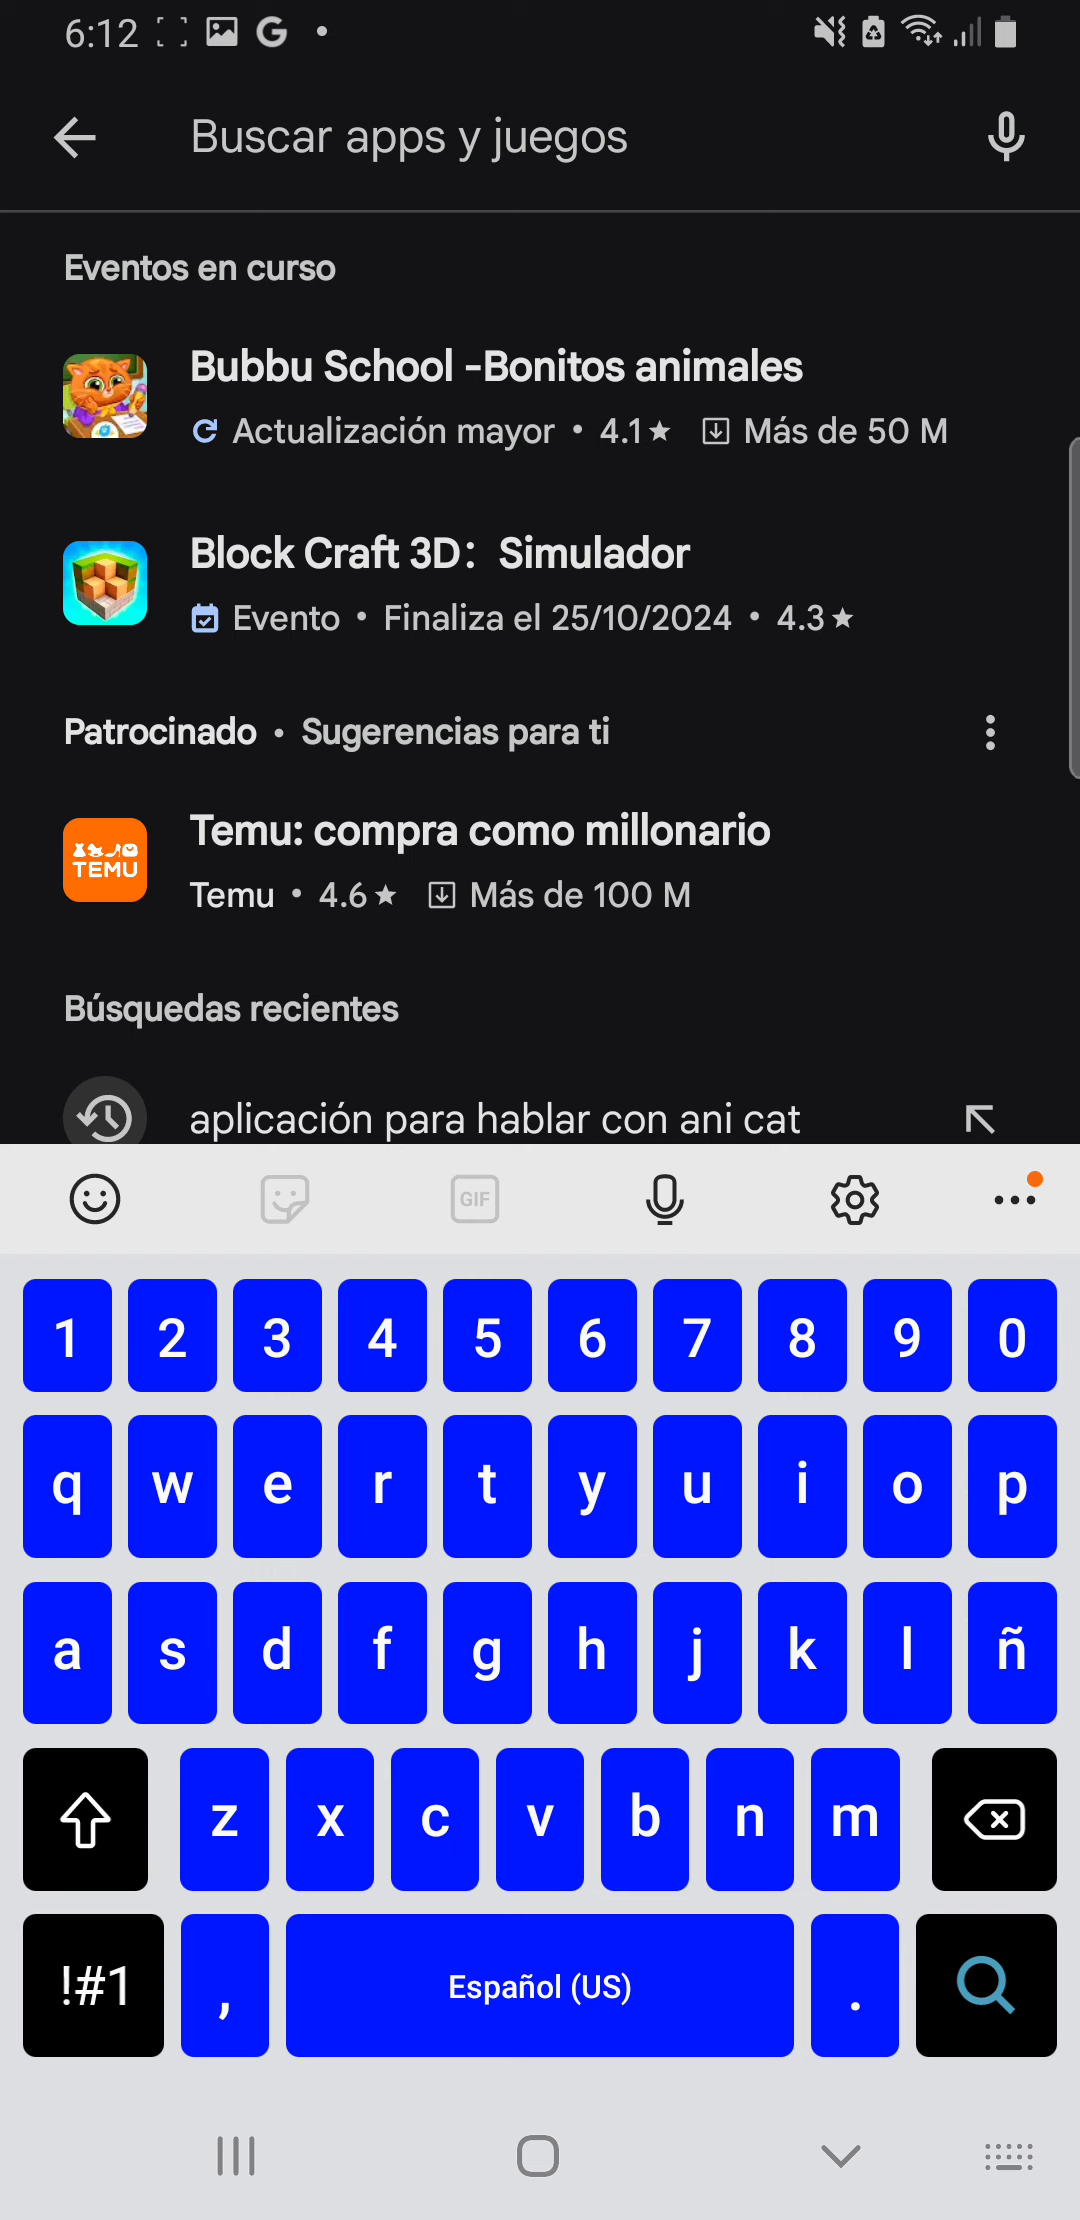 6:12
Buscar apps y juegos
Eventos en curso
Bubbu School -Bonitos animales
Actualización mayor • 4.1★ Más de 50 M
Block Craft 3D： Simulador
Evento • Finaliza el 25/10/2024 • 4.3★
Patrocinado • Sugerencias para ti
TEMU
Temu: compra como millonario
Temu • 4.6★ Más de 100 M
Búsquedas recientes
aplicación para hablar con ani cat
GIF
1 2 3 4 5 6 7 8 9 0
q w e r t y u i o p
a s d f g h j k l ñ
z x c v b n m
!#1 , Español (US) .